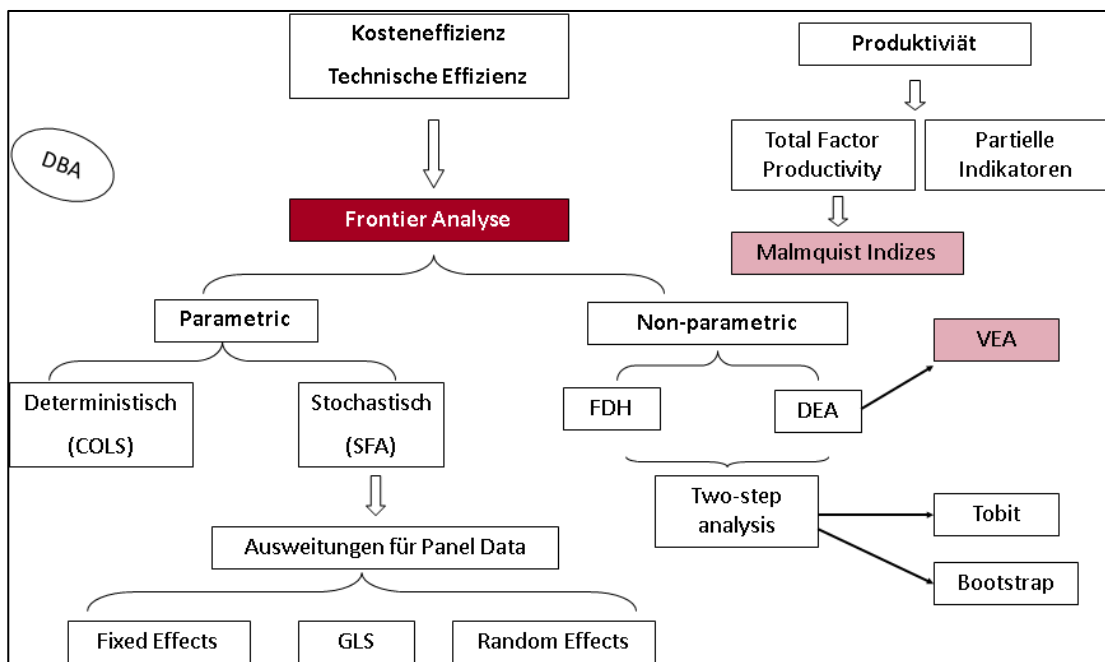 Kosteneffizienz
Technische Effizienz
Produktiviät
DBA
Total Factor
Productivity
Partielle
Indikatoren
Frontier Analyse
Malmquist Indizes
Parametric
Non-parametric
VEA
Deterministisch
(COLS)
Stochastisch
(SFA)
FDH
DEA
Two-step
analysis
Tobit
Ausweitungen für Panel Data
Bootstrap
Fixed Effects
GLS
Random Effects